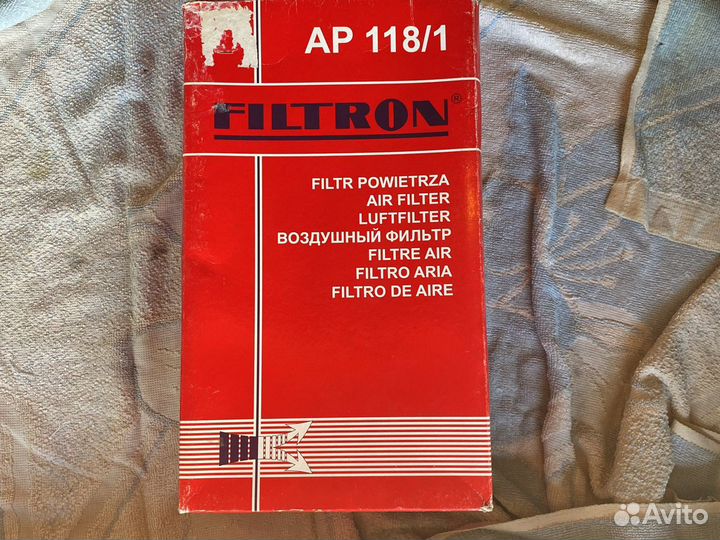 AP 118/1
FILTRON®
FILTR POWIETRZA
AIR FILTER
LUFTFILTER
ВОЗДУШНЫЙ ФИЛЬТР
FILTRE AIR
FILTRO ARIA
FILTRO DE AIRE
Avito